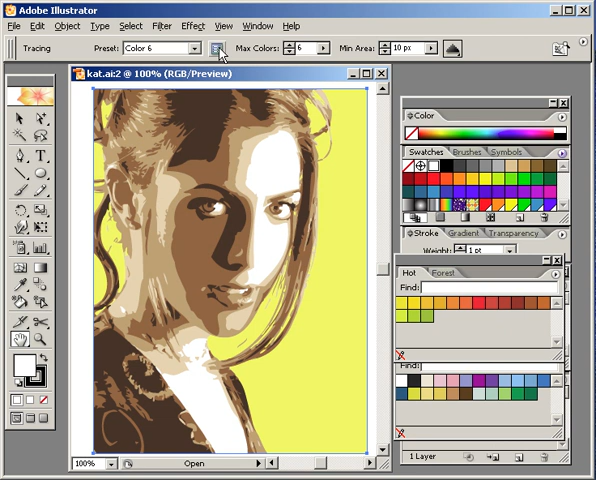 Adobe Illustrator
File Edit Object Type Select Filter Effect View Window Help
Tracing Preset: Color 6 Max Colors: 6 Min Area: 10 px
kat.ai:2 @ 100% (RGB/Preview)
Color
Swatches Brushes Symbols
Stroke Gradient Transparency
Weight: 1 pt
Hot Forest
Find:
Find:
1 Layer
100% Open